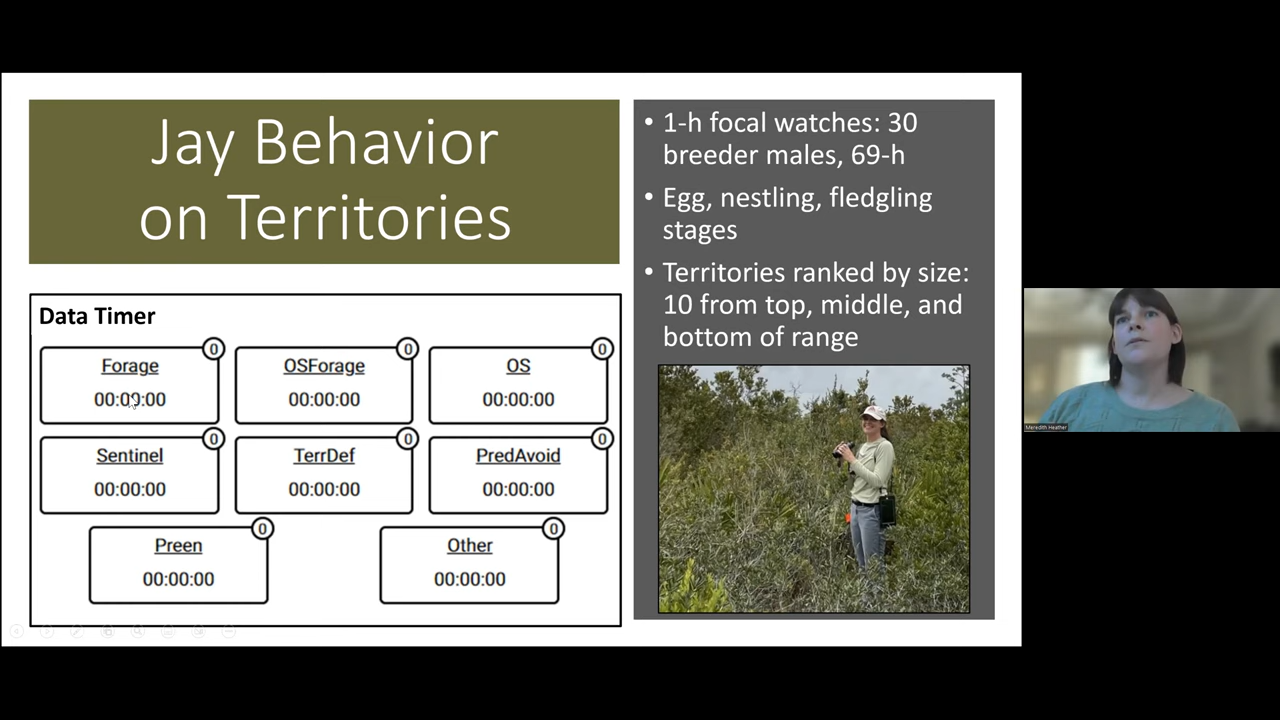 Jay Behavior
on Territories
Data Timer
Forage
0
00:00:00
OSForage
0
00:00:00
OS
0
00:00:00
Sentinel
0
00:00:00
TerrDef
0
00:00:00
PredAvoid
0
00:00:00
Preen
0
00:00:00
Other
0
00:00:00
• 1-h focal watches: 30
breeder males, 69-h
• Egg, nestling, fledgling
stages
• Territories ranked by size:
10 from top, middle, and
bottom of range
Meredith Heather